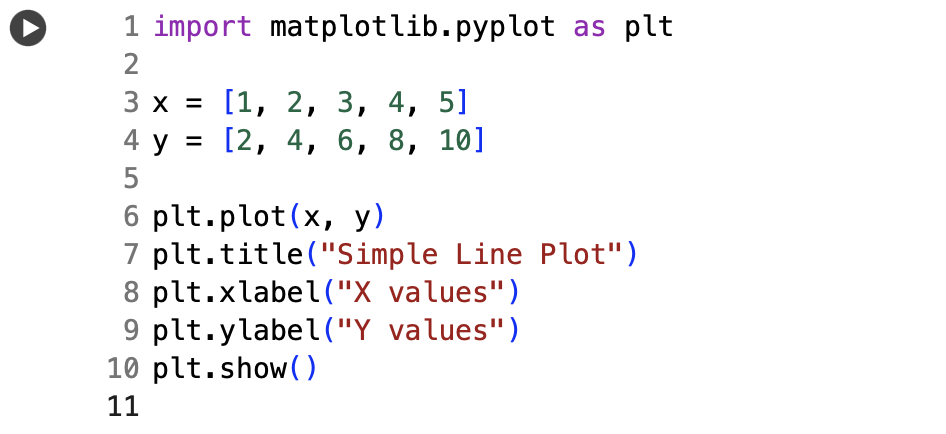 1 import matplotlib.pyplot as plt
2
3 x = [1, 2, 3, 4, 5]
4 y = [2, 4, 6, 8, 10]
5
6 plt.plot(x, y)
7 plt.title("Simple Line Plot")
8 plt.xlabel("X values")
9 plt.ylabel("Y values")
10 plt.show()
11